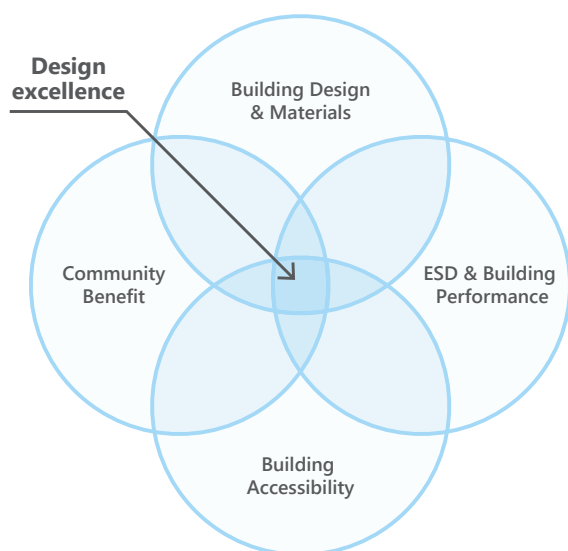 Design
excellence
Building Design
& Materials
Community
Benefit
ESD & Building
Performance
Building
Accessibility